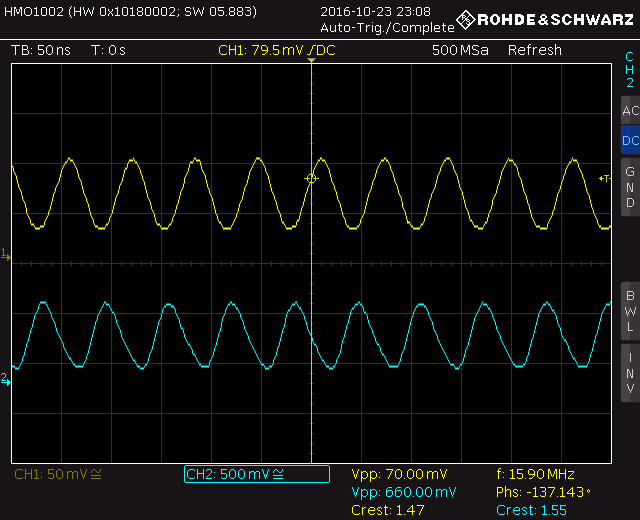 HMO1002 (HW 0x10180002; SW 05.883)
2016-10-23 23:08
Auto-Trig./Complete
ROHDE&SCHWARZ
TB: 50 ns T: 0 s CH1: 79.5 mV / DC 500 MSa Refresh
CH2
AC
DC
GND
BWL
INV
1
T
2
CH1: 50 mV ≅ CH2: 500 mV ≅
Vpp: 70.00 mV f: 15.90 MHz
Vpp: 660.00 mV Phs: -137.143°
Crest: 1.47 Crest: 1.55